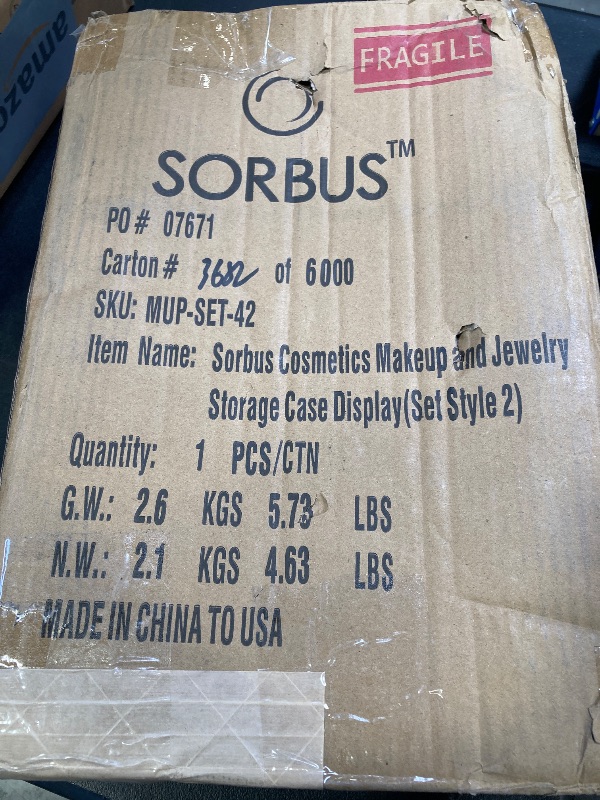 amazo
FRAGILE
SORBUS™
PO# 07671
Carton# 3682 of 6000
SKU: MUP-SET-42
Item Name: Sorbus Cosmetics Makeup and Jewelry
Storage Case Display(Set Style 2)
Quantity: 1 PCS/CTN
G.W.: 2.6 KGS 5.73 LBS
N.W.: 2.1 KGS 4.63 LBS
MADE IN CHINA TO USA